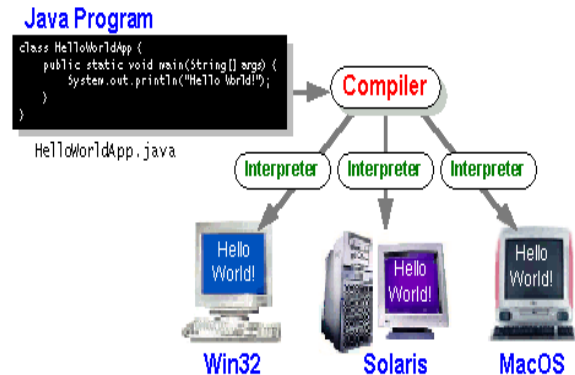 Java Program
class HelloWorldApp {
public static void main(String[] args) {
System.out.println("Hello World!");
}
}
HelloWorldApp.java
Compiler
Interpreter Interpreter Interpreter
Hello
World!
Hello
World!
Hello
World!
Win32 Solaris MacOS